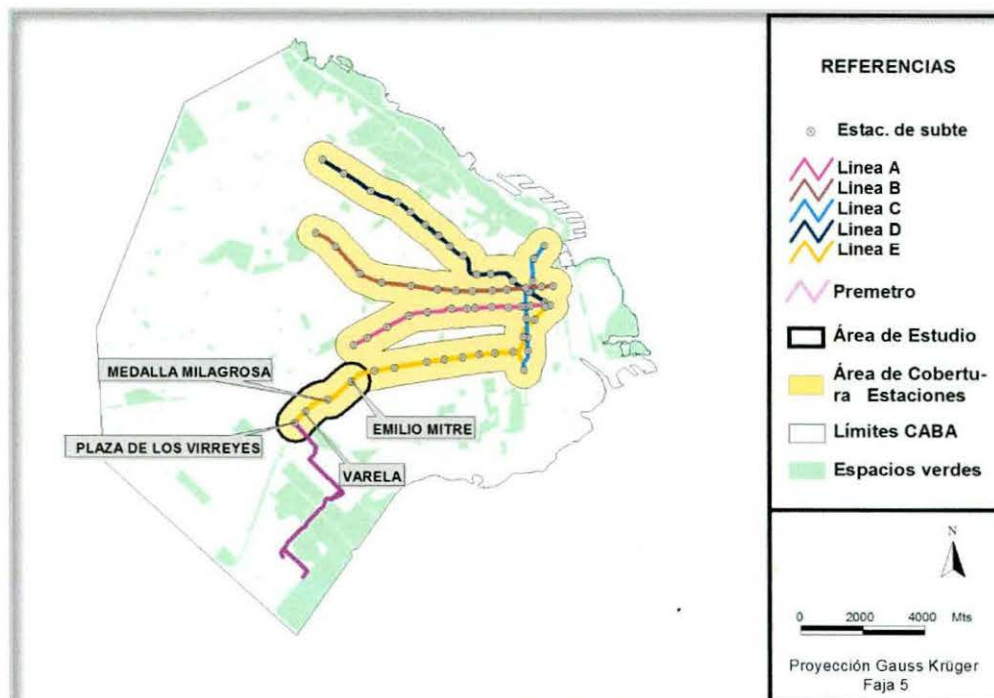 MEDALLA MILAGROSA
EMILIO MITRE
PLAZA DE LOS VIRREYES
VARELA
REFERENCIAS
Estac. de subte
Linea A
Linea B
Linea C
Linea D
Linea E
Premetro
Área de Estudio
Área de Cobertu-
ra Estaciones
Límites CABA
Espacios verdes
N
0 2000 4000 Mts
Proyección Gauss Krüger
Faja 5